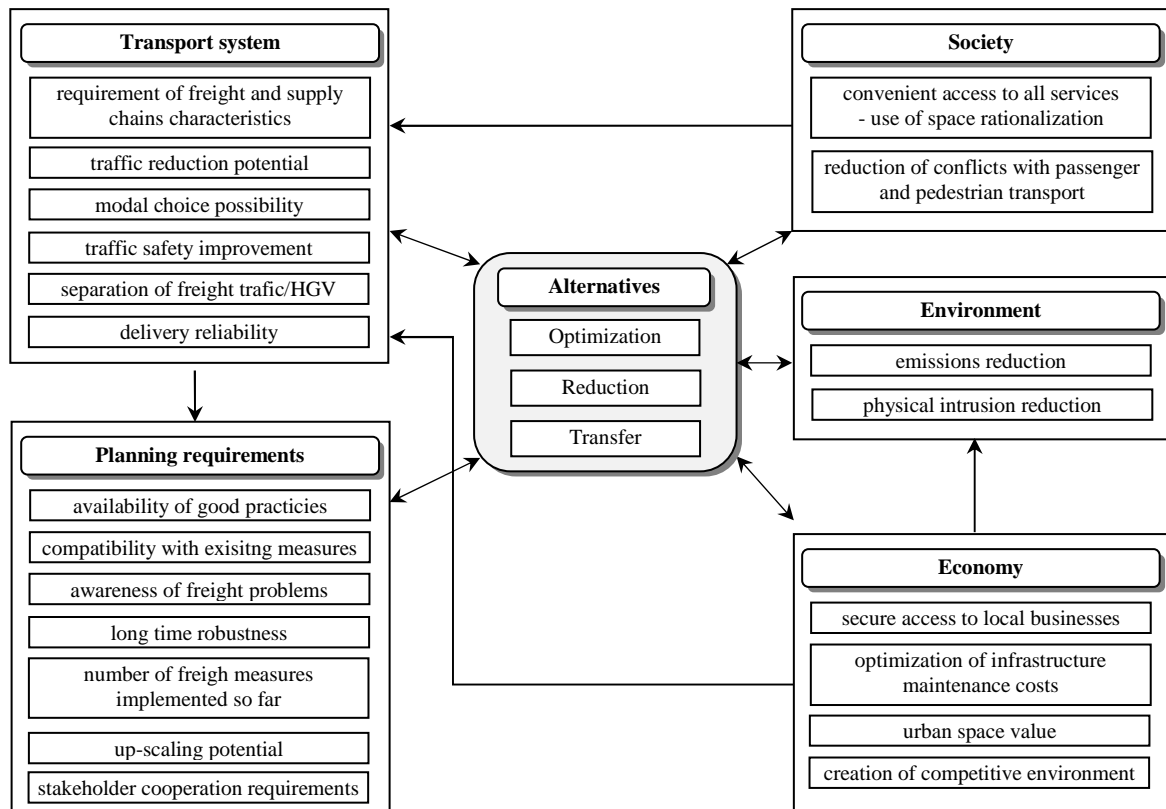 Transport system
requirement of freight and supply
chains characteristics
traffic reduction potential
modal choice possibility
traffic safety improvement
separation of freight trafic/HGV
delivery reliability
Planning requirements
availability of good practicies
compatibility with exisitng measures
awareness of freight problems
long time robustness
number of freigh measures
implemented so far
up-scaling potential
stakeholder cooperation requirements
Alternatives
Optimization
Reduction
Transfer
Society
convenient access to all services
- use of space rationalization
reduction of conflicts with passenger
and pedestrian transport
Environment
emissions reduction
physical intrusion reduction
Economy
secure access to local businesses
optimization of infrastructure
maintenance costs
urban space value
creation of competitive environment